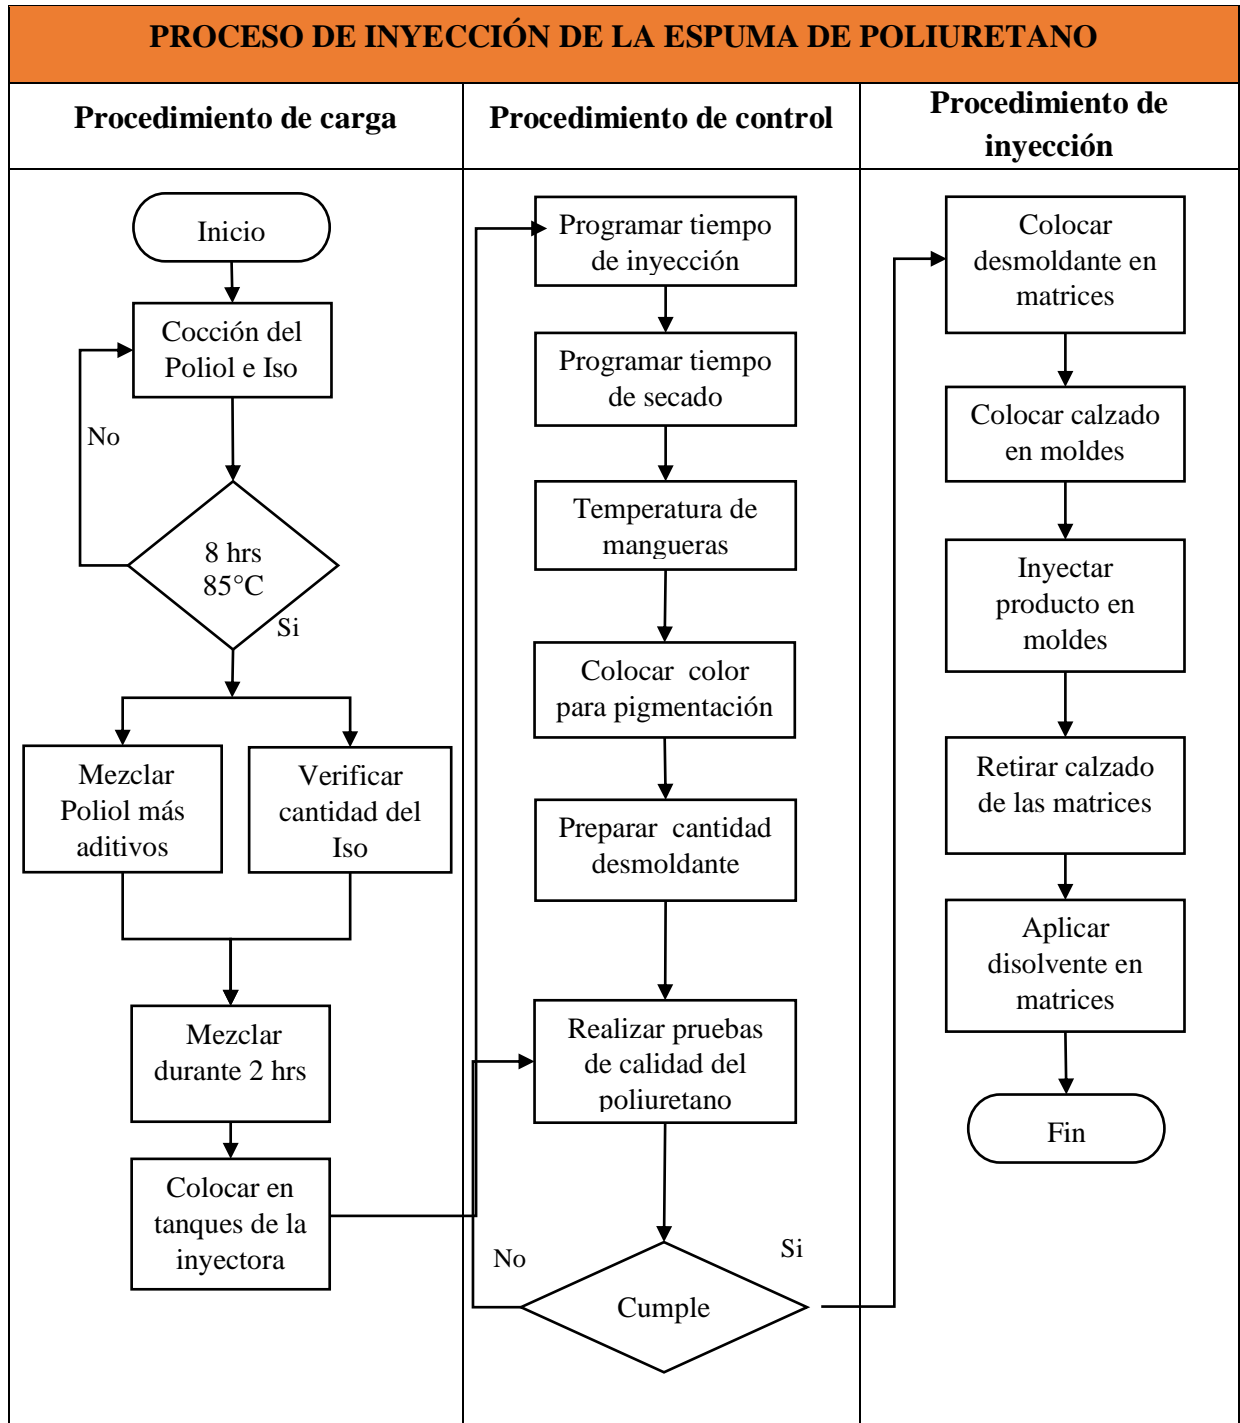 PROCESO DE INYECCIÓN DE LA ESPUMA DE POLIURETANO
Procedimiento de carga
Procedimiento de control
Procedimiento de
inyección
Inicio
Cocción del
Poliol e Iso
No
8 hrs
85°C
Si
Mezclar
Poliol más
aditivos
Verificar
cantidad del
Iso
Mezclar
durante 2 hrs
Colocar en
tanques de la
inyectora
Programar tiempo
de inyección
Programar tiempo
de secado
Temperatura de
mangueras
Colocar color
para pigmentación
Preparar cantidad
desmoldante
Realizar pruebas
de calidad del
poliuretano
No
Si
Cumple
Colocar
desmoldante en
matrices
Colocar calzado
en moldes
Inyectar
producto en
moldes
Retirar calzado
de las matrices
Aplicar
disolvente en
matrices
Fin